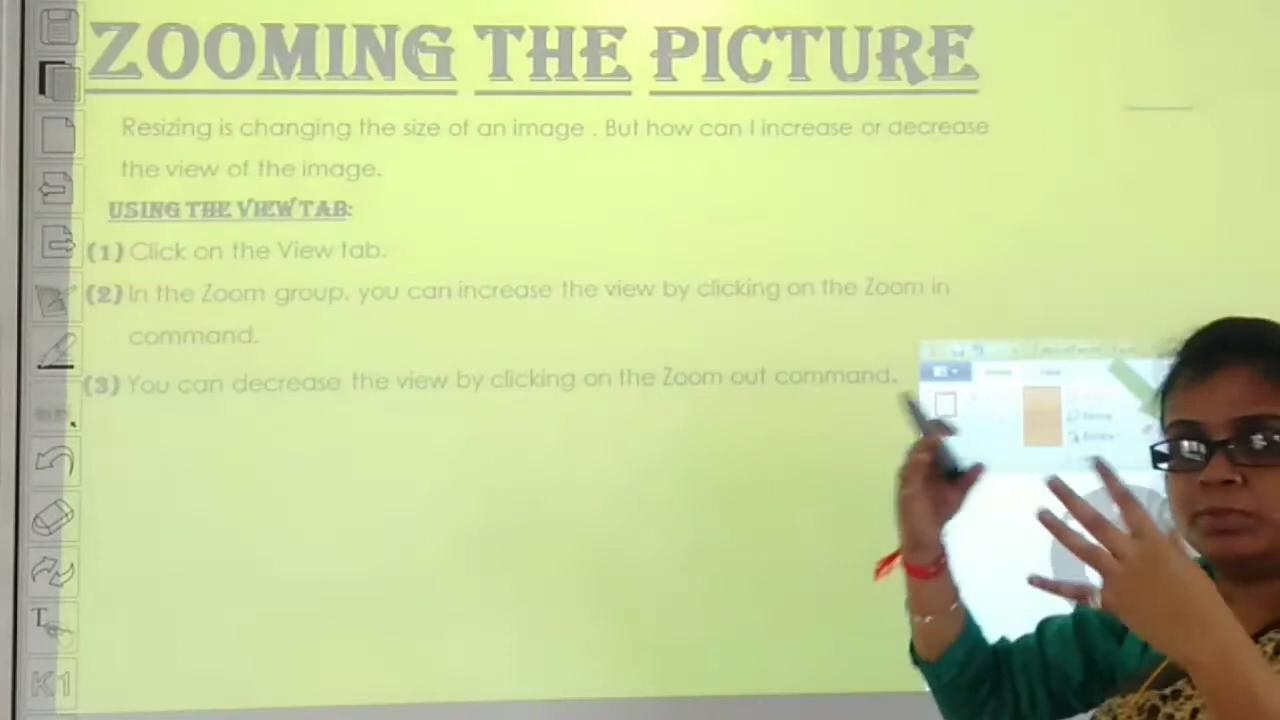 ZOOMING THE PICTURE
Resizing is changing the size of an image . But how can I increase or decrease
the view of the image.
USING THE VIEW TAB:
(1) Click on the View tab.
(2) In the Zoom group, you can increase the view by clicking on the Zoom in
command.
(3) You can decrease the view by clicking on the Zoom out command.
T
K1